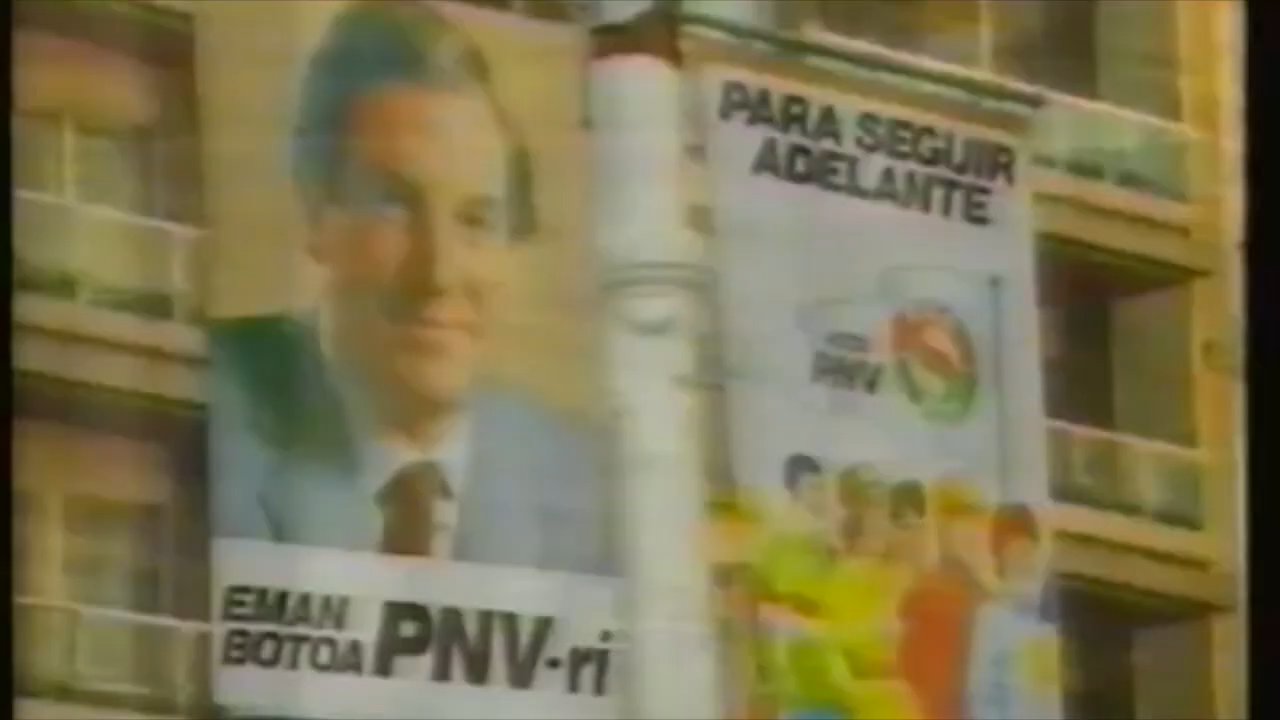 EMAN
BOTOA PNV-ri
PARA SEGUIR
ADELANTE
PNV